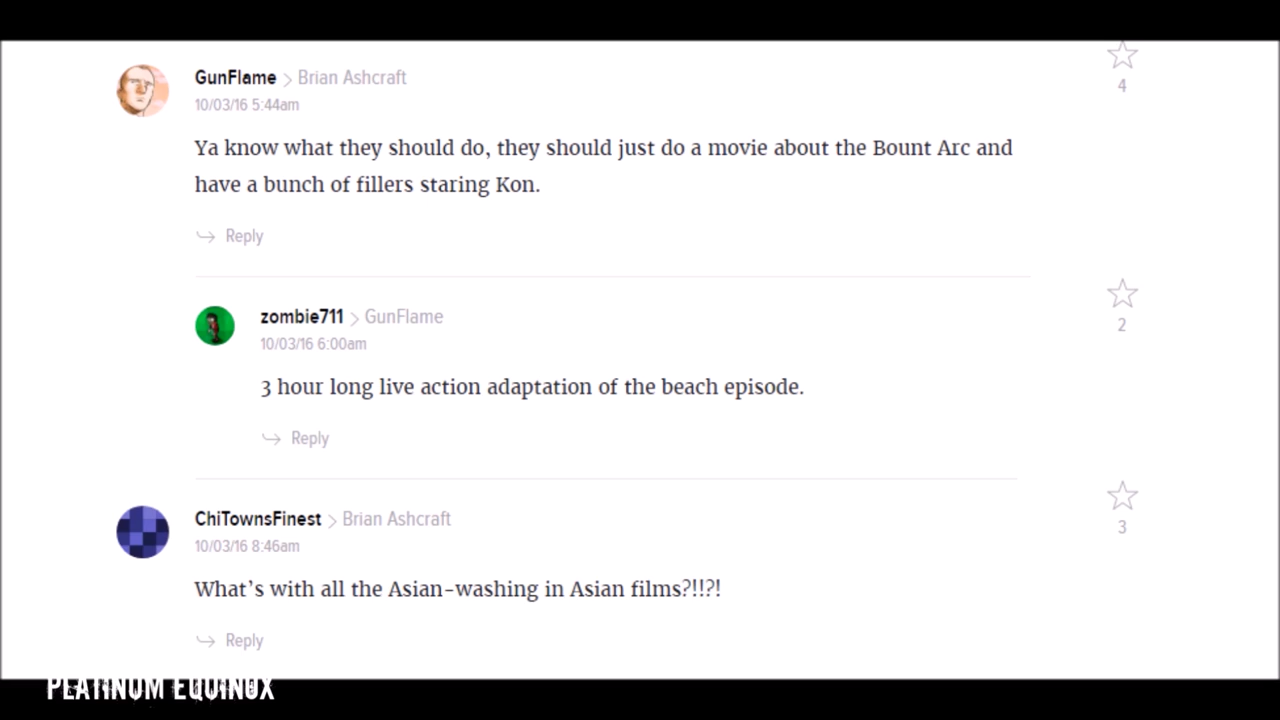 GunFlame > Brian Ashcraft
10/03/16 5:44am
4
Ya know what they should do, they should just do a movie about the Bount Arc and
have a bunch of fillers staring Kon.
Reply
zombie711 > GunFlame
10/03/16 6:00am
2
3 hour long live action adaptation of the beach episode.
Reply
ChiTownsFinest > Brian Ashcraft
10/03/16 8:46am
3
What's with all the Asian-washing in Asian films?!!?!
Reply
PLATINUM EQUINOX